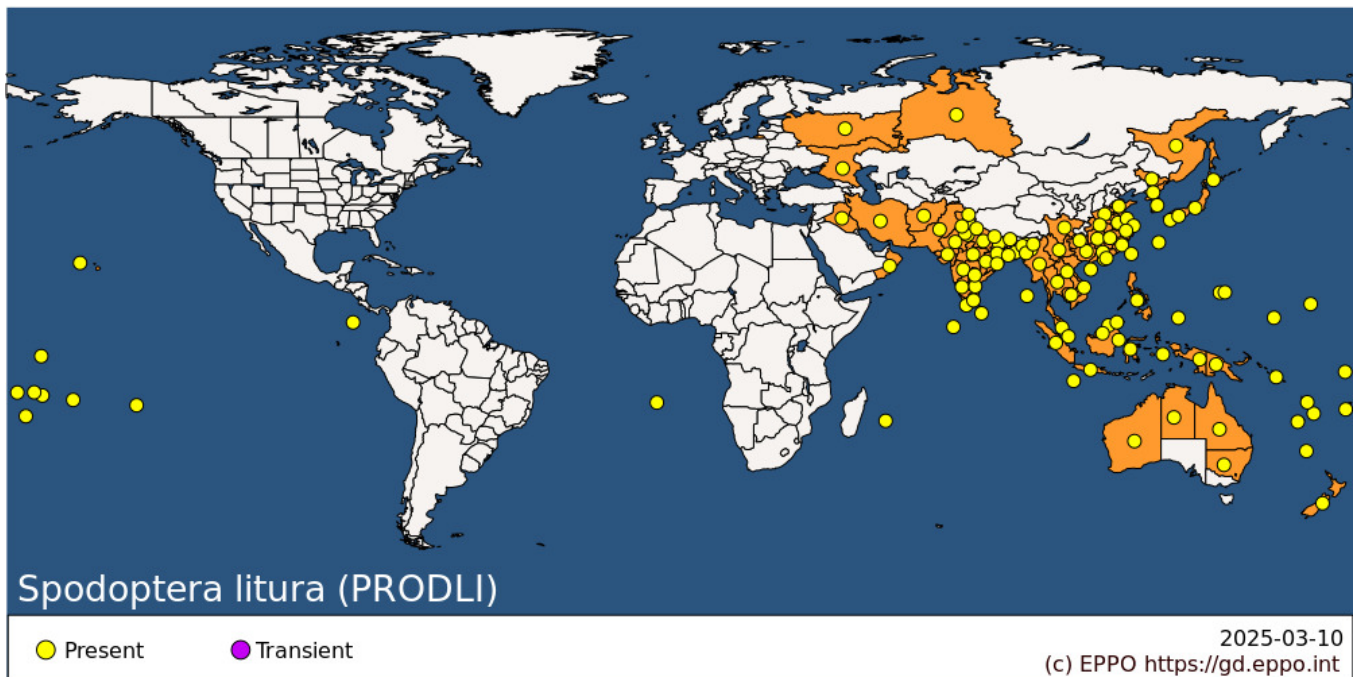 Spodoptera litura (PRODLI)
Present
Transient
2025-03-10
(c) EPPO https://gd.eppo.int